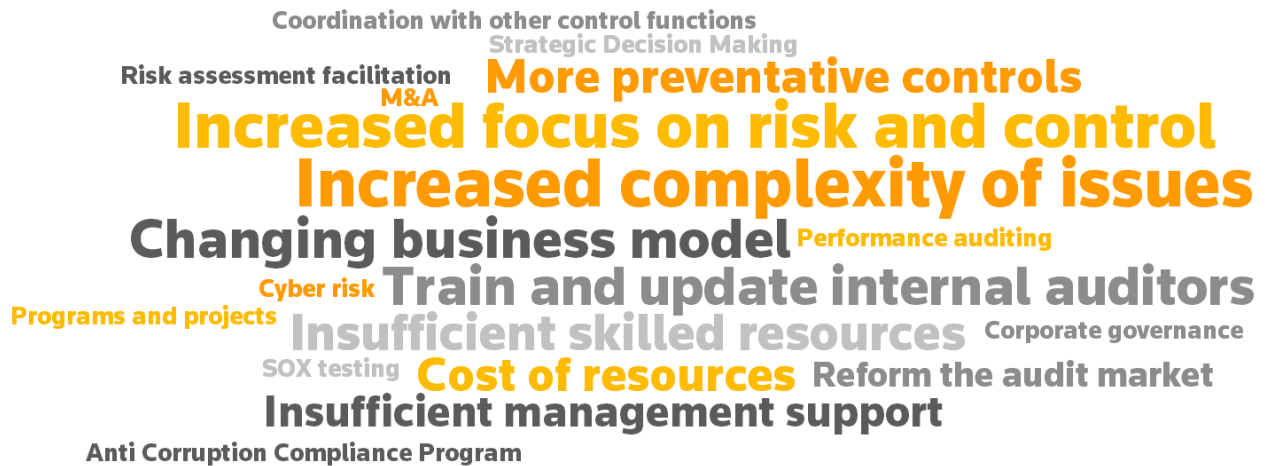 Coordination with other control functions
Strategic Decision Making
Risk assessment facilitation
More preventative controls
M&A
Increased focus on risk and control
Increased complexity of issues
Changing business model
Performance auditing
Train and update internal auditors
Cyber risk
Programs and projects
Insufficient skilled resources
Corporate governance
SOX testing
Cost of resources
Reform the audit market
Insufficient management support
Anti Corruption Compliance Program